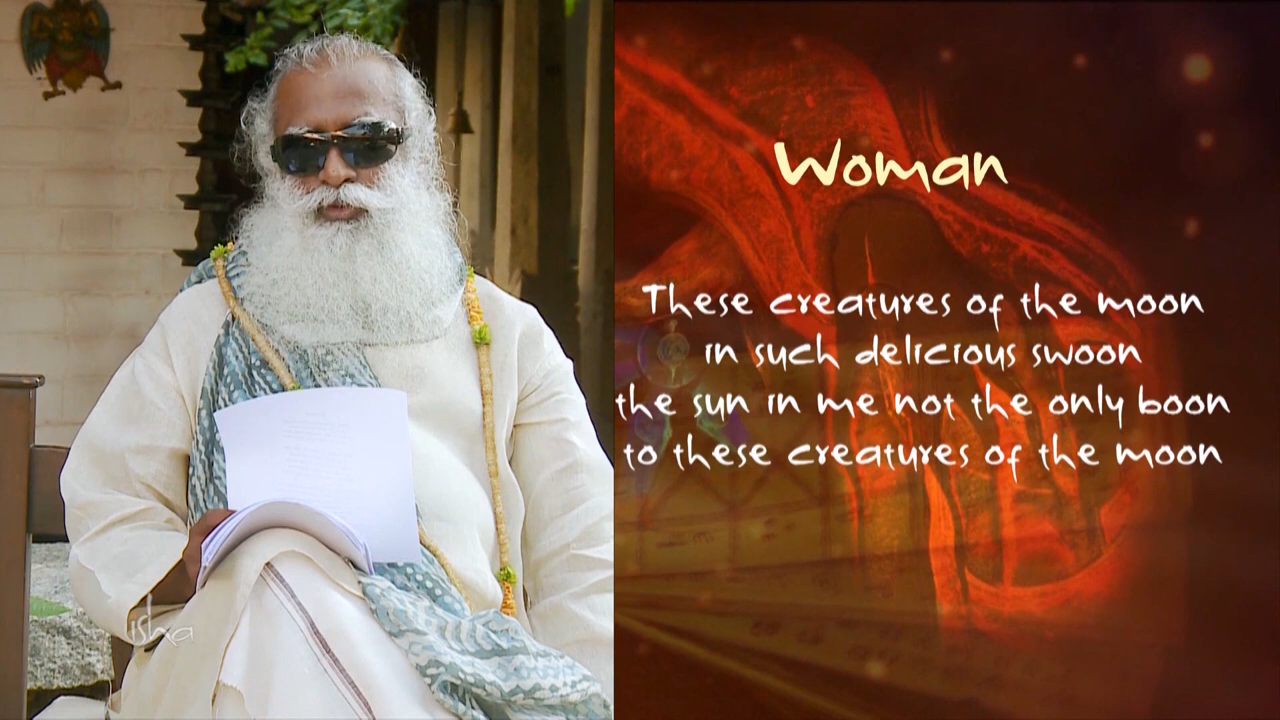 Woman
These creatures of the moon
in such delicious swoon
the sun in me not the only boon
to these creatures of the moon
isha